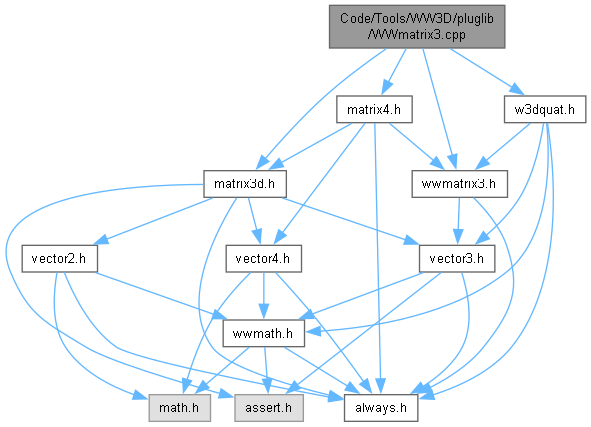 Code/Tools/WW3D/pluglib
/WWmatrix3.cpp
matrix4.h
w3dquat.h
matrix3d.h
wwmatrix3.h
vector2.h
vector4.h
vector3.h
wwmath.h
math.h
assert.h
always.h